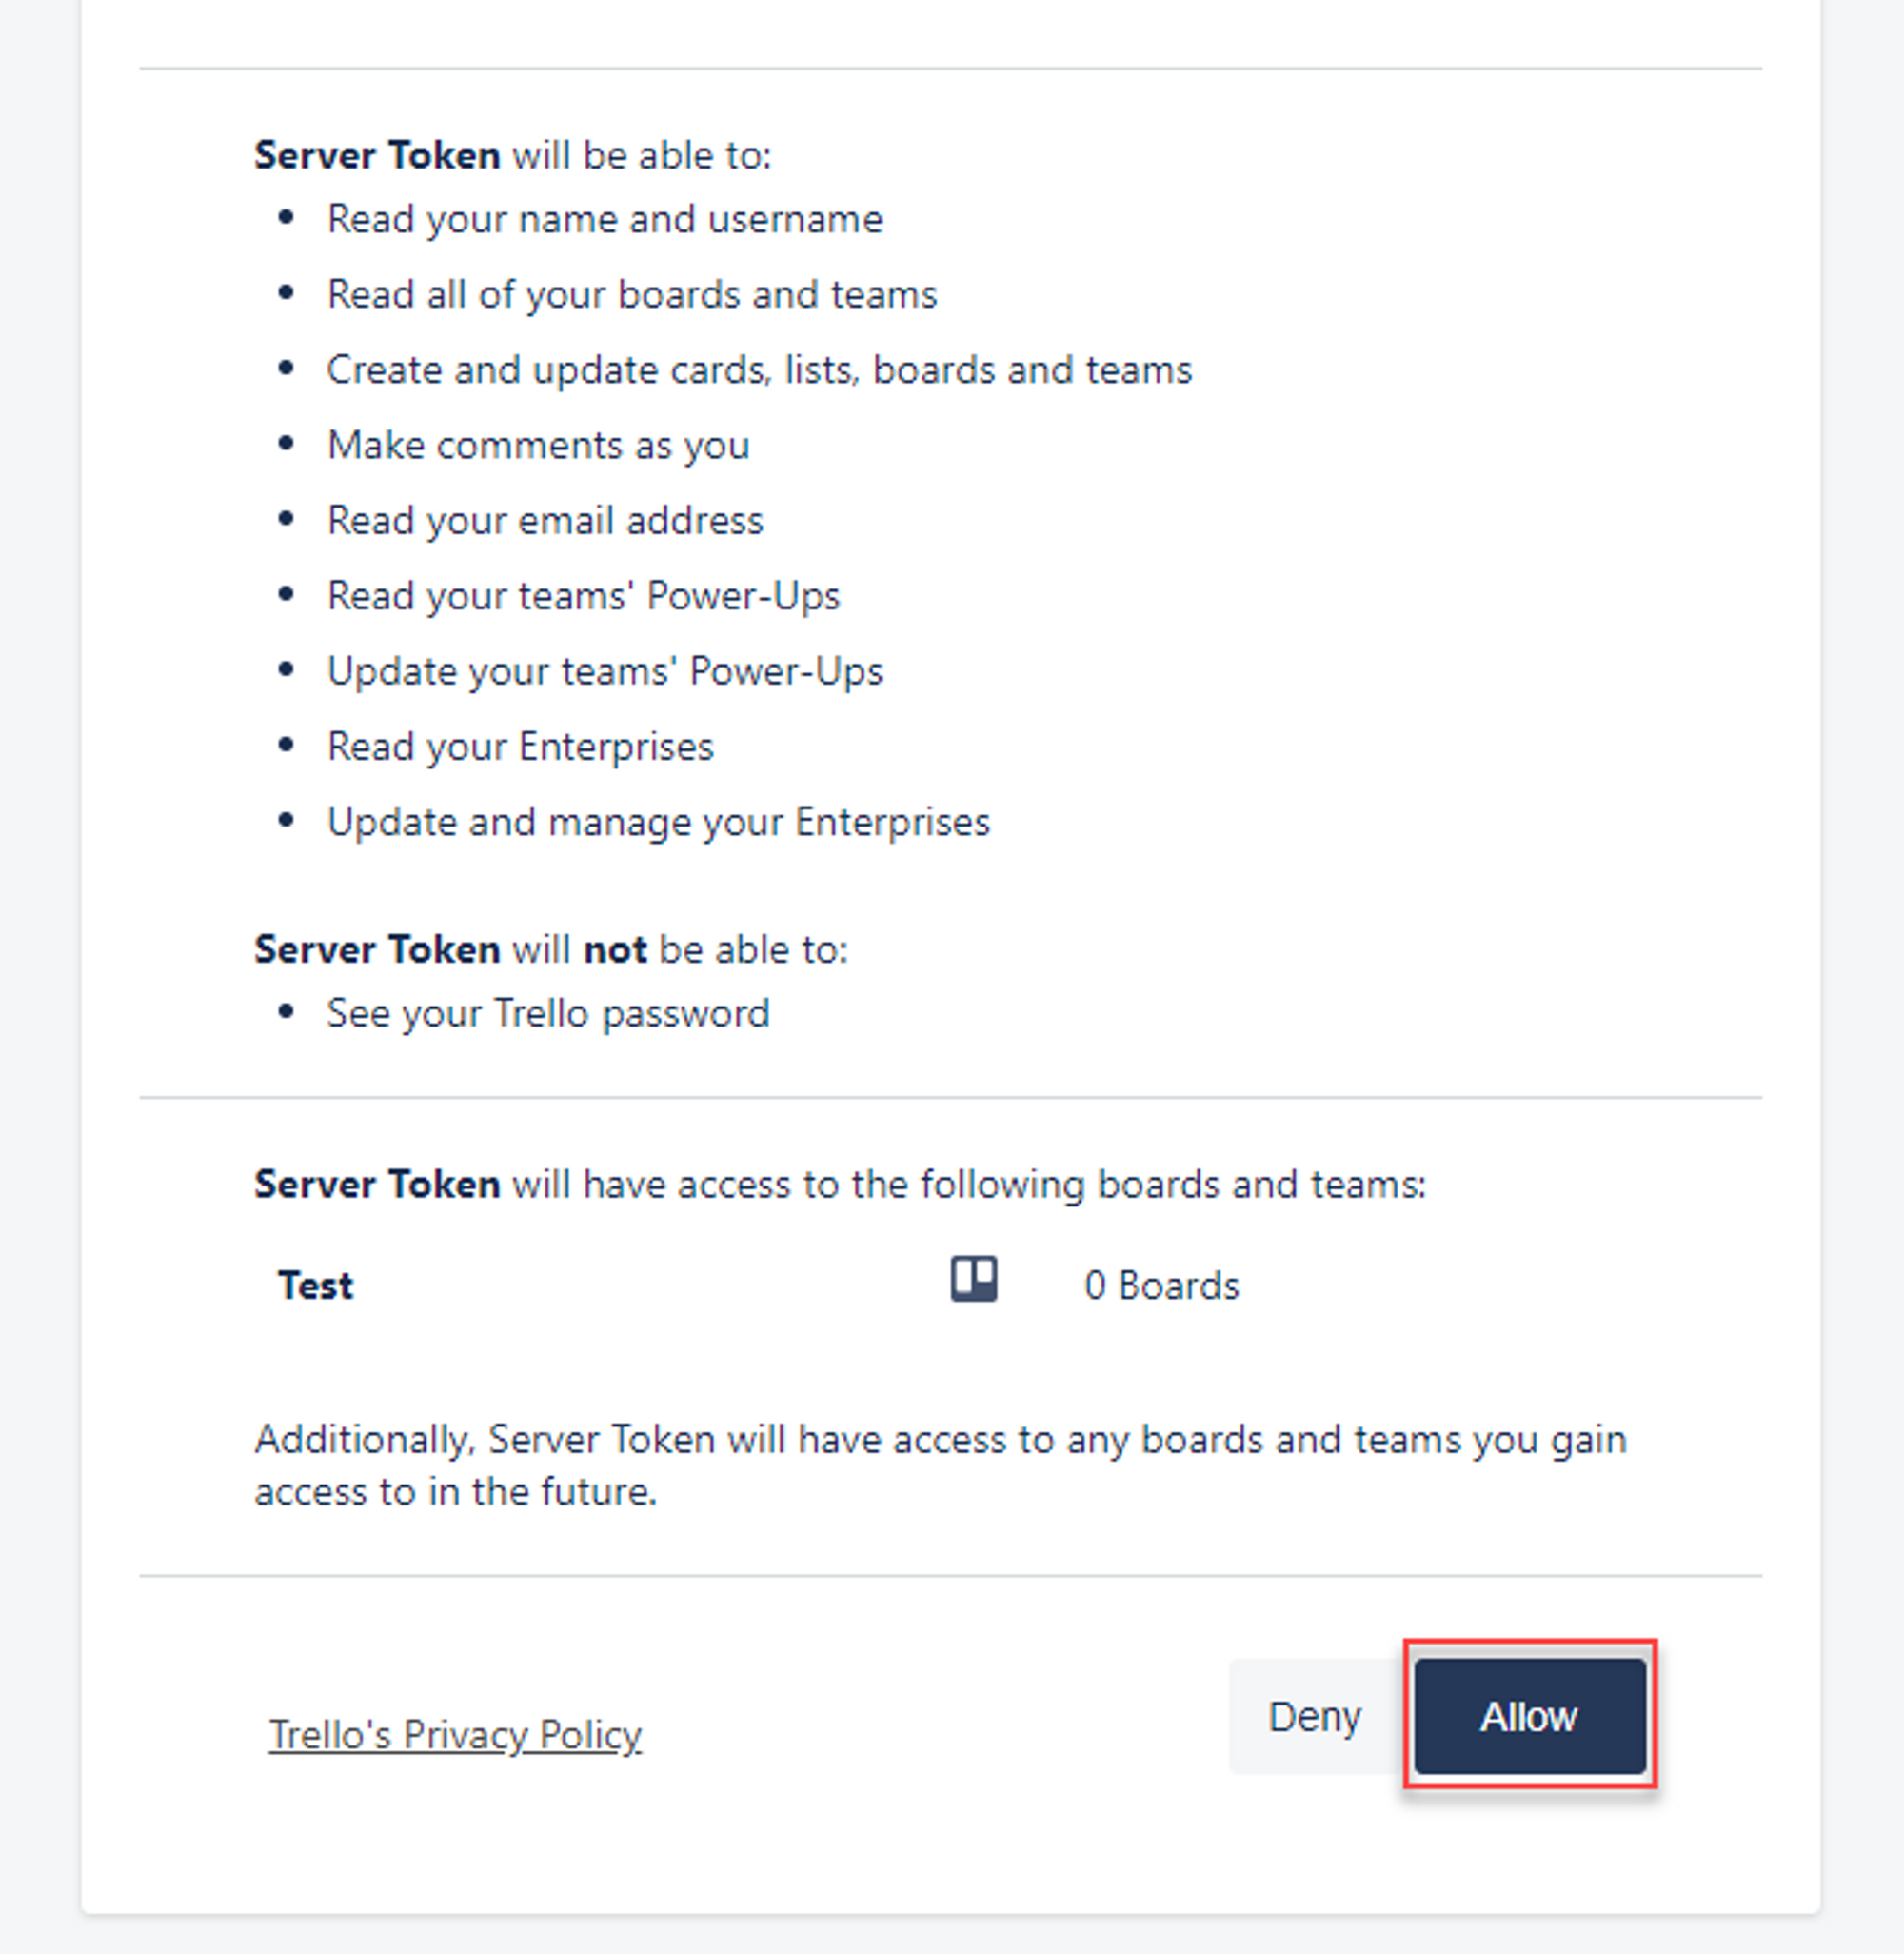 Server Token will be able to:
Read your name and username
Read all of your boards and teams
Create and update cards, lists, boards and teams
Make comments as you
Read your email address
Read your teams' Power-Ups
Update your teams' Power-Ups
Read your Enterprises
Update and manage your Enterprises
Server Token will not be able to:
See your Trello password
Server Token will have access to the following boards and teams:
Test 0 Boards
Additionally, Server Token will have access to any boards and teams you gain
access to in the future.
Trello's Privacy Policy Deny Allow